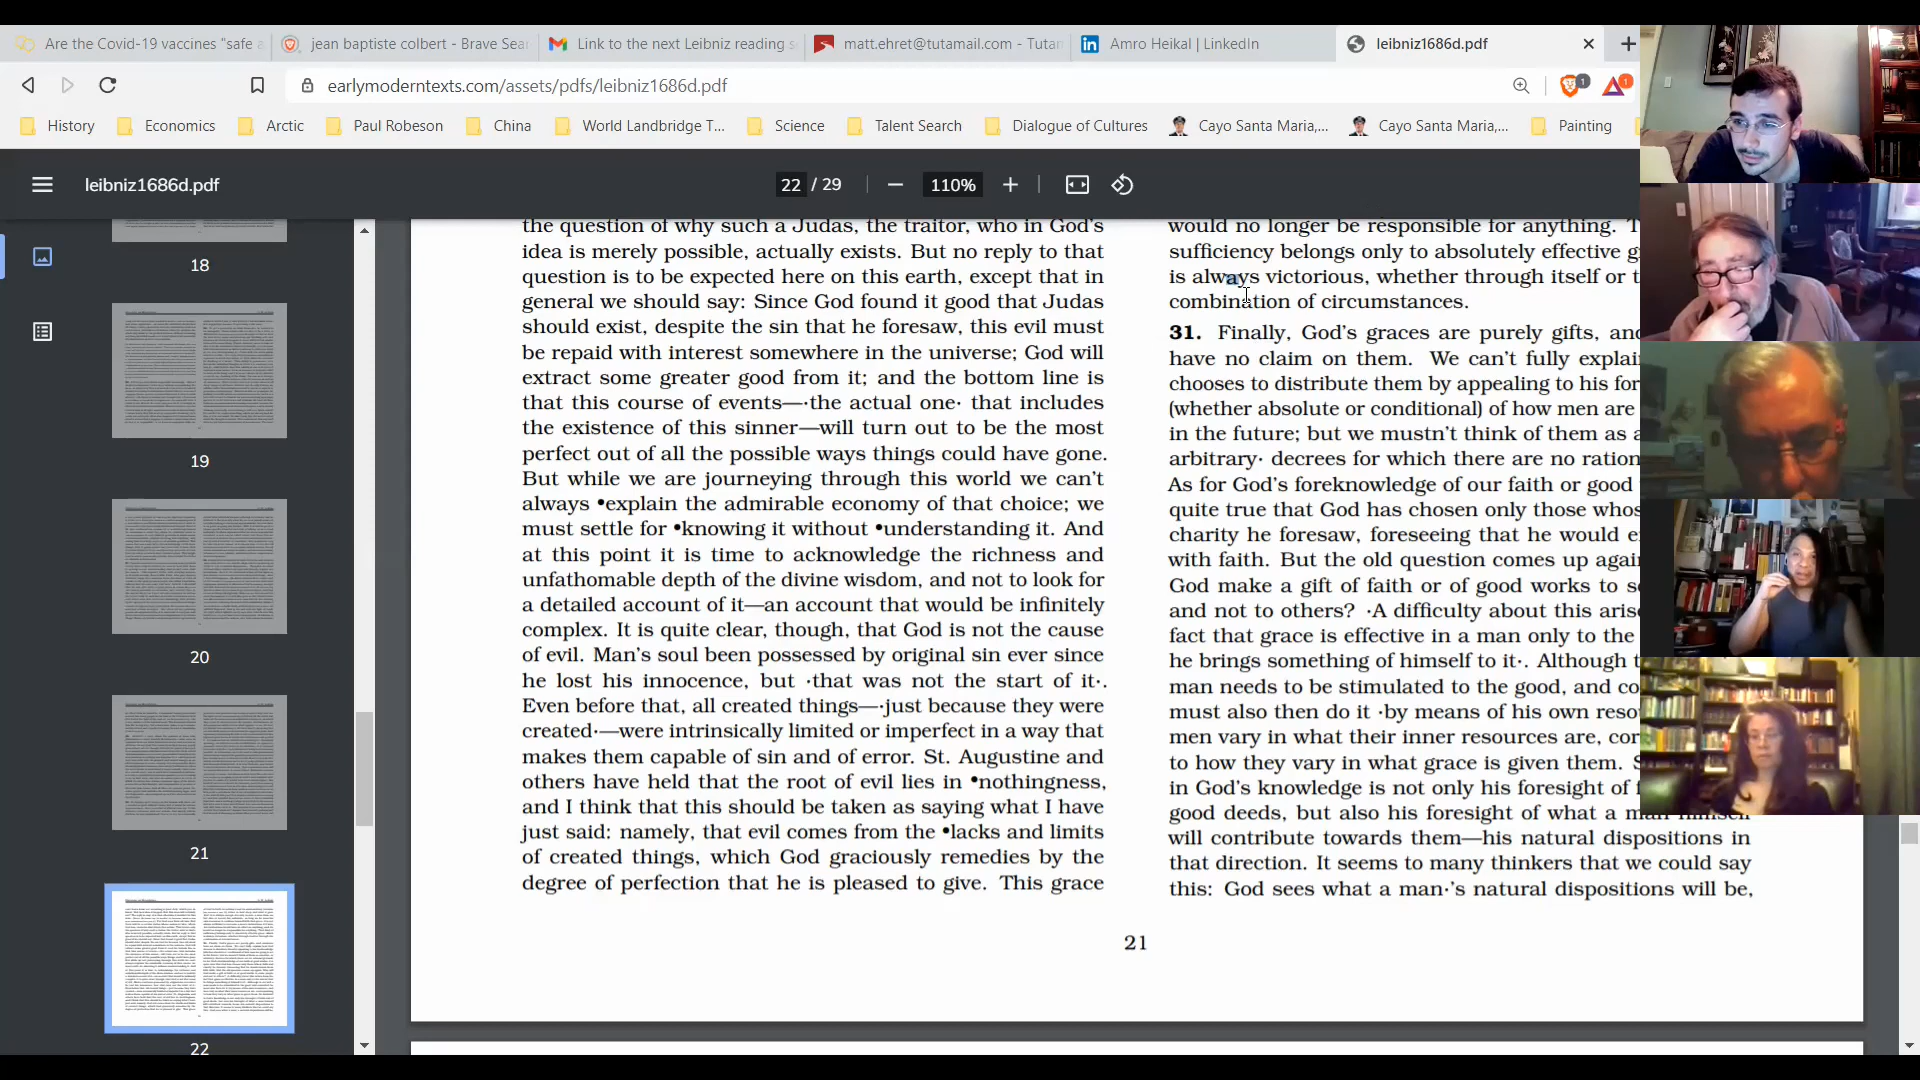 Are the Covid-19 vaccines "safe a
jean baptiste colbert - Brave Sea
Link to the next Leibniz reading s
matt.ehret@tutamail.com - Tutan
Amro Heikal | LinkedIn
leibniz1686d.pdf
earlymoderntexts.com/assets/pdfs/leibniz1686d.pdf
1
1
History
Economics
Arctic
Paul Robeson
China
World Landbridge T...
Science
Talent Search
Dialogue of Cultures
Cayo Santa Maria,...
Cayo Santa Maria,...
Painting
leibniz1686d.pdf
22 / 29
110%
18
19
20
21
22
the question of why such a Judas, the traitor, who in God's
idea is merely possible, actually exists. But no reply to that
question is to be expected here on this earth, except that in
general we should say: Since God found it good that Judas
should exist, despite the sin that he foresaw, this evil must
be repaid with interest somewhere in the universe; God will
extract some greater good from it; and the bottom line is
that this course of events—·the actual one· that includes
the existence of this sinner—will turn out to be the most
perfect out of all the possible ways things could have gone.
But while we are journeying through this world we can't
always •explain the admirable economy of that choice; we
must settle for •knowing it without •understanding it. And
at this point it is time to acknowledge the richness and
unfathomable depth of the divine wisdom, and not to look for
a detailed account of it—an account that would be infinitely
complex. It is quite clear, though, that God is not the cause
of evil. Man's soul been possessed by original sin ever since
he lost his innocence, but ·that was not the start of it·.
Even before that, all created things—·just because they were
created·—were intrinsically limited or imperfect in a way that
makes them capable of sin and of error. St. Augustine and
others have held that the root of evil lies in •nothingness,
and I think that this should be taken as saying what I have
just said: namely, that evil comes from the •lacks and limits
of created things, which God graciously remedies by the
degree of perfection that he is pleased to give. This grace
would no longer be responsible for anything. T
sufficiency belongs only to absolutely effective g
is always victorious, whether through itself or t
combination of circumstances.
31. Finally, God's graces are purely gifts, and
have no claim on them. We can't fully explai
chooses to distribute them by appealing to his for
(whether absolute or conditional) of how men are
in the future; but we mustn't think of them as a
arbitrary· decrees for which there are no ration
As for God's foreknowledge of our faith or good
quite true that God has chosen only those whos
charity he foresaw, foreseeing that he would e
with faith. But the old question comes up agai
God make a gift of faith or of good works to s
and not to others? ·A difficulty about this aris
fact that grace is effective in a man only to the
he brings something of himself to it·. Although t
man needs to be stimulated to the good, and co
must also then do it ·by means of his own reso
men vary in what their inner resources are, cor
to how they vary in what grace is given them. S
in God's knowledge is not only his foresight of f
good deeds, but also his foresight of what a man himself
will contribute towards them—his natural dispositions in
that direction. It seems to many thinkers that we could say
this: God sees what a man·'s natural dispositions will be,
21